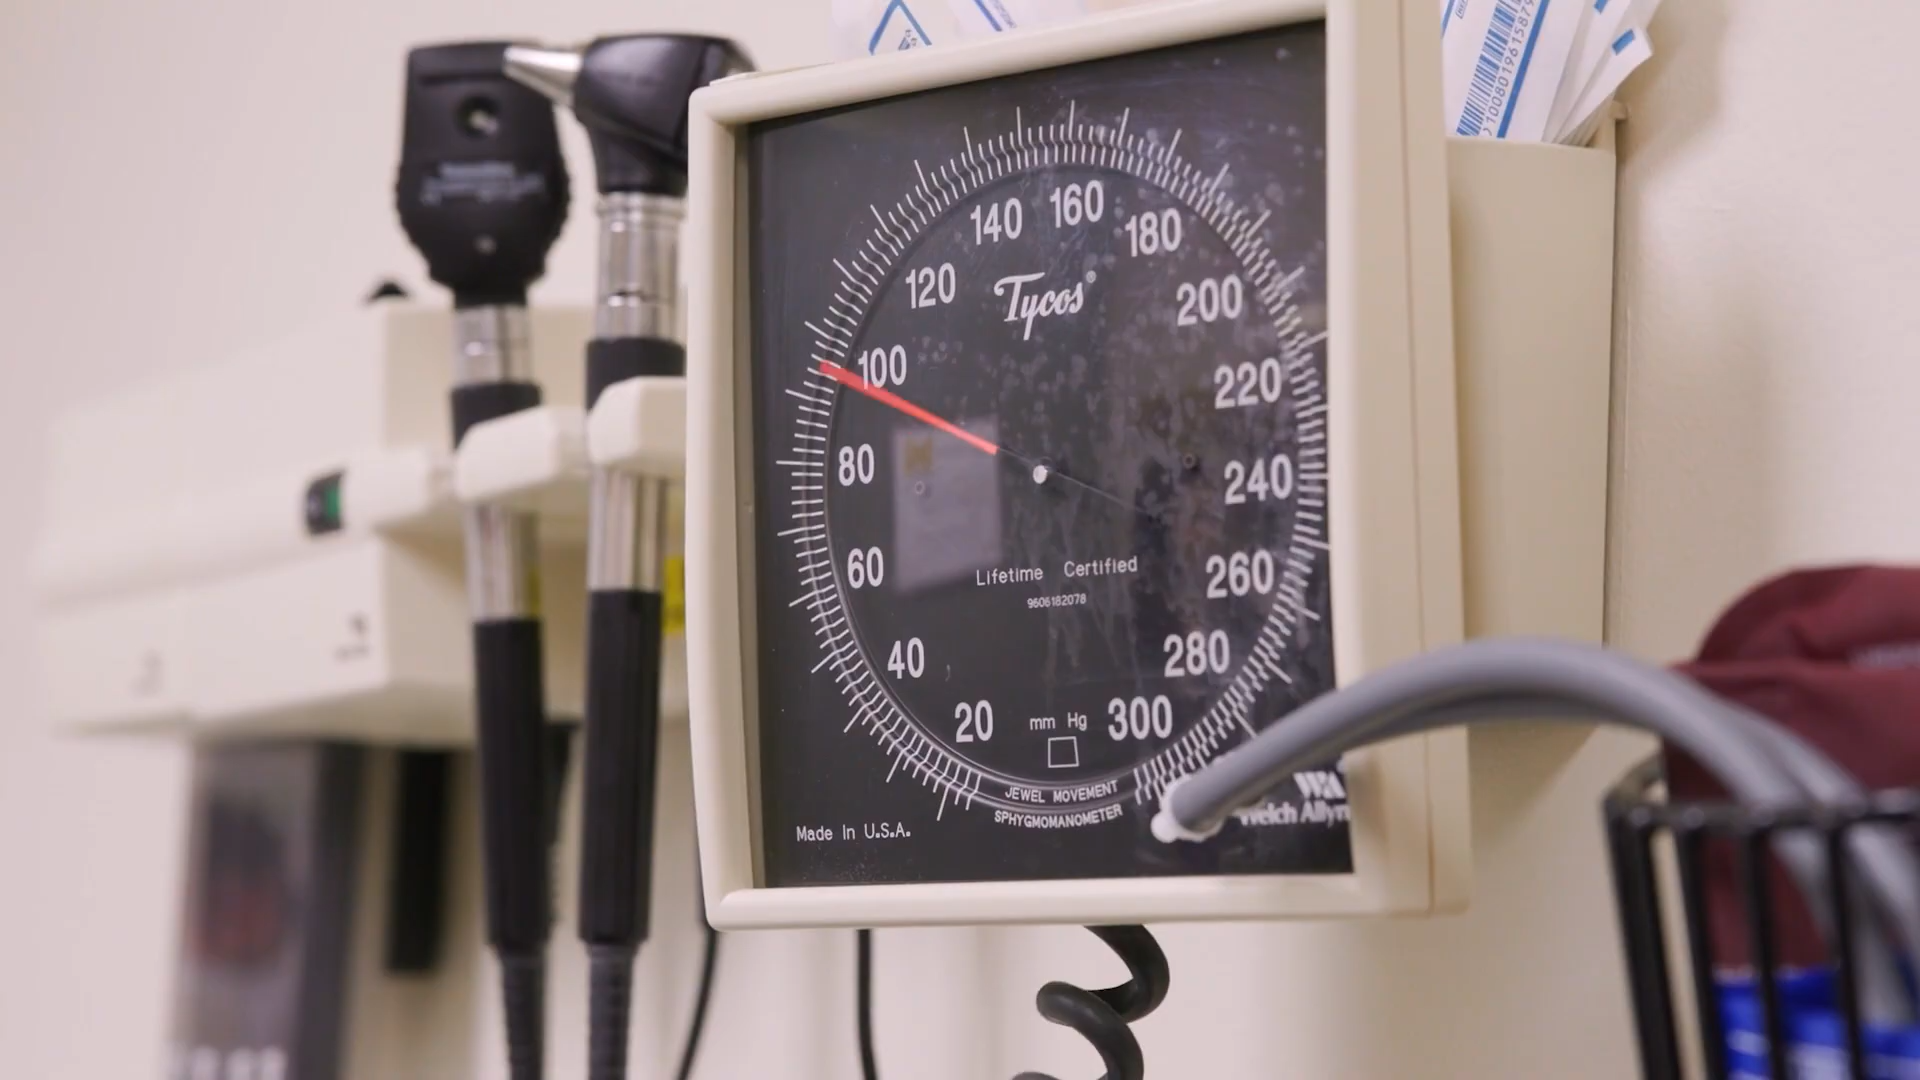 140 160 180
120 Tycos® 200
100 220
80 240
60 Lifetime Certified 260
9606182078
40 280
20 mm Hg 300
JEWEL MOVEMENT
SPHYGMOMANOMETER
Made in U.S.A.
WA
Welch Allyn